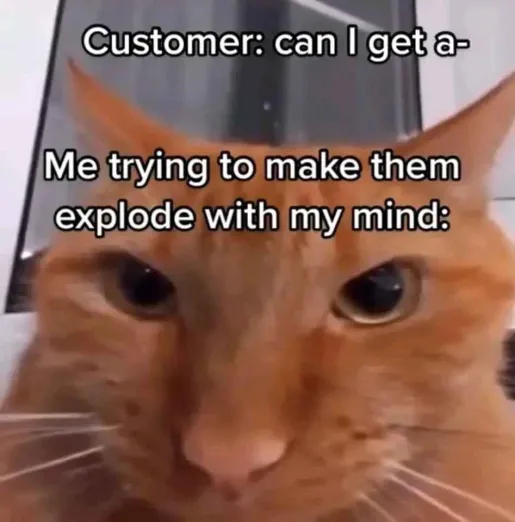 Customer: can I get a-
Me trying to make them
explode with my mind: